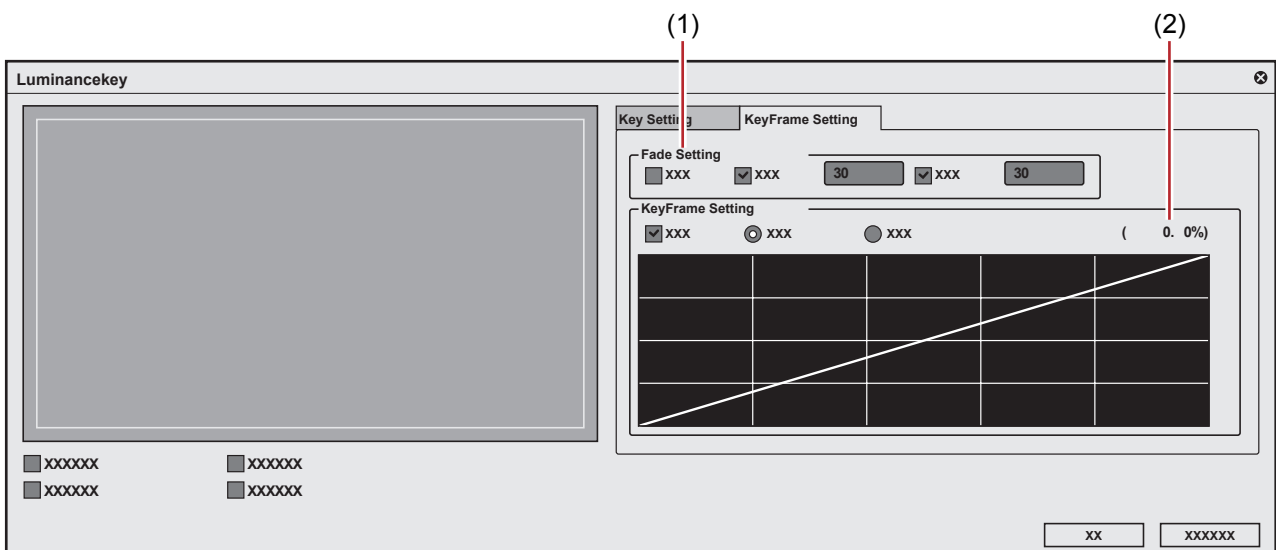 (1) (2)
Luminancekey
Key Setting KeyFrame Setting
Fade Setting
XXX XXX 30 XXX 30
KeyFrame Setting
XXX XXX XXX ( 0. 0%)
XXXXXX XXXXXX
XXXXXX XXXXXX
XX XXXXXX